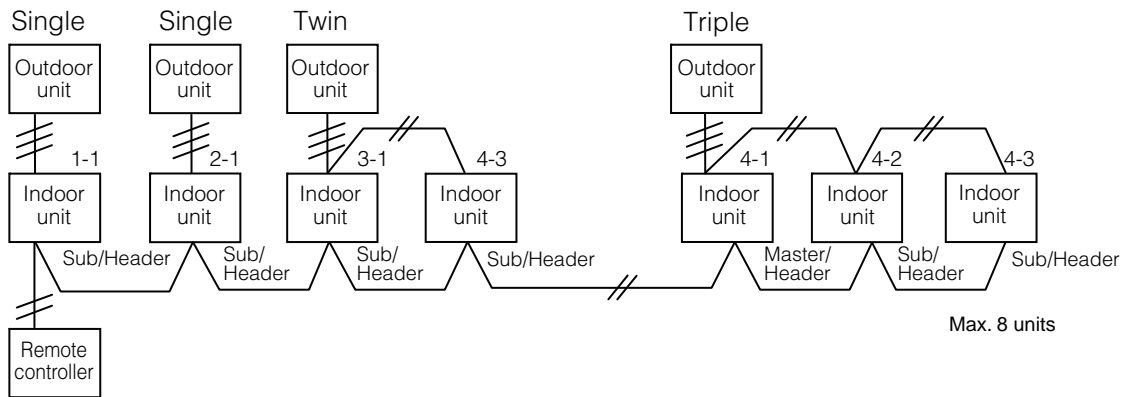 Single
Single
Twin
Triple
Outdoor
unit
Outdoor
unit
Outdoor
unit
Outdoor
unit
1-1
2-1
3-1
4-3
4-1
4-2
4-3
Indoor
unit
Indoor
unit
Indoor
unit
Indoor
unit
Indoor
unit
Indoor
unit
Indoor
unit
Sub/Header
Sub/
Header
Sub/
Header
Sub/Header
Master/
Header
Sub/
Header
Sub/Header
Max. 8 units
Remote
controller